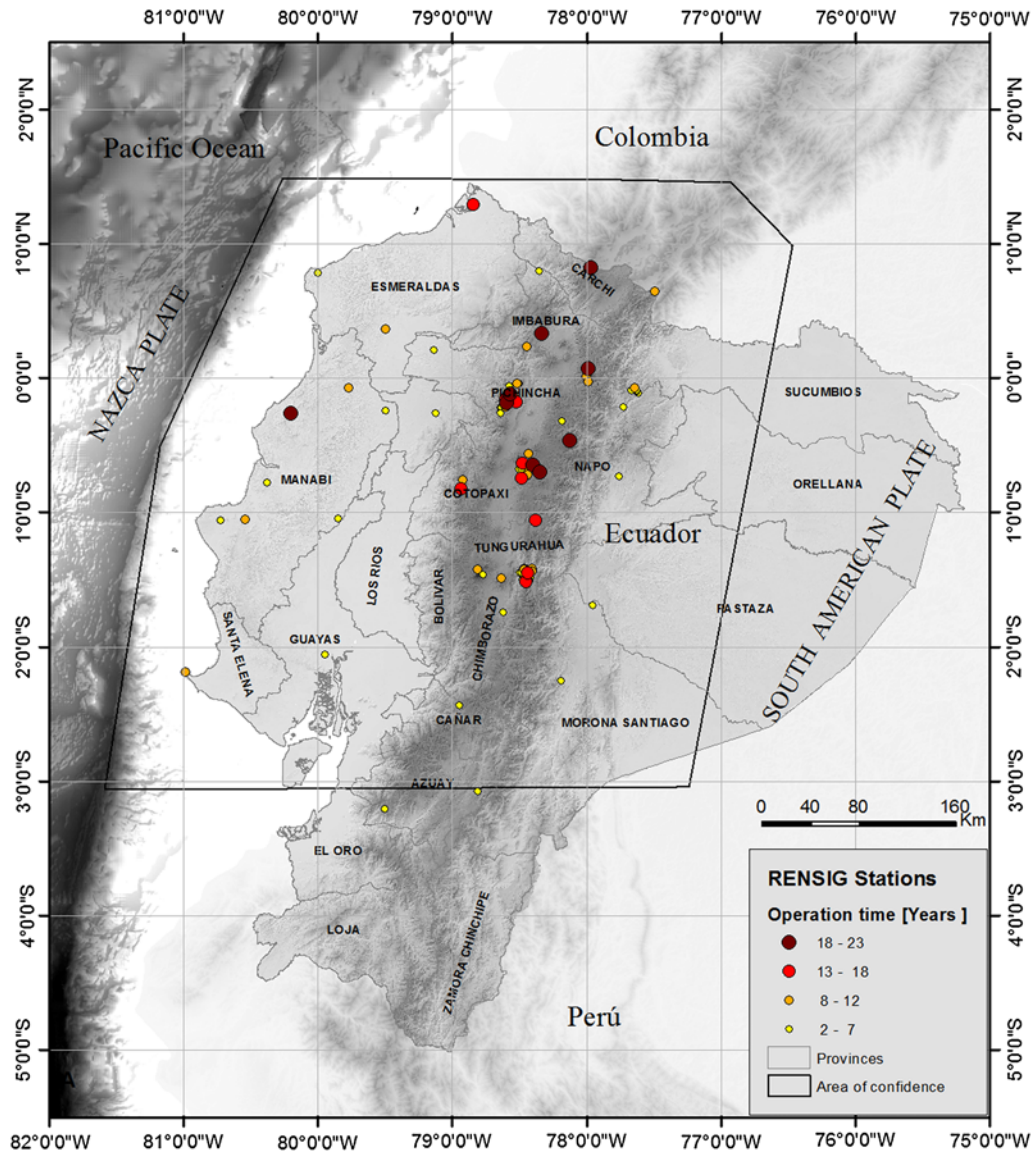 81°0'0"W 80°0'0"W 79°0'0"W 78°0'0"W 77°0'0"W 76°0'0"W 75°0'0"W
2°0'0"N
2°0'0"N
Pacific Ocean
Colombia
1°0'0"N
1°0'0"N
CARCHI
ESMERALDAS
IMBABURA
NAZCA PLATE
0°0'0"
0°0'0"
PICHINCHA
SUCUMBIOS
NAPO
MANABI
COTOPAXI
ORELLANA
1°0'0"S
1°0'0"S
Ecuador
TUNGURAHUA
LOS RIOS
BOLIVAR
PASTAZA
SOUTH AMERICAN PLATE
CHIMBORAZO
2°0'0"S
2°0'0"S
GUAYAS
SANTA ELENA
CAÑAR
MORONA SANTIAGO
3°0'0"S
3°0'0"S
AZUAY
0 40 80 160
Km
EL ORO
RENSIG Stations
Operation time [Years ]
18 - 23
13 - 18
8 - 12
2 - 7
Provinces
Area of confidence
4°0'0"S
4°0'0"S
LOJA
ZAMORA CHINCHIPE
Perú
5°0'0"S
5°0'0"S
A
82°0'0"W 81°0'0"W 80°0'0"W 79°0'0"W 78°0'0"W 77°0'0"W 76°0'0"W 75°0'0"W